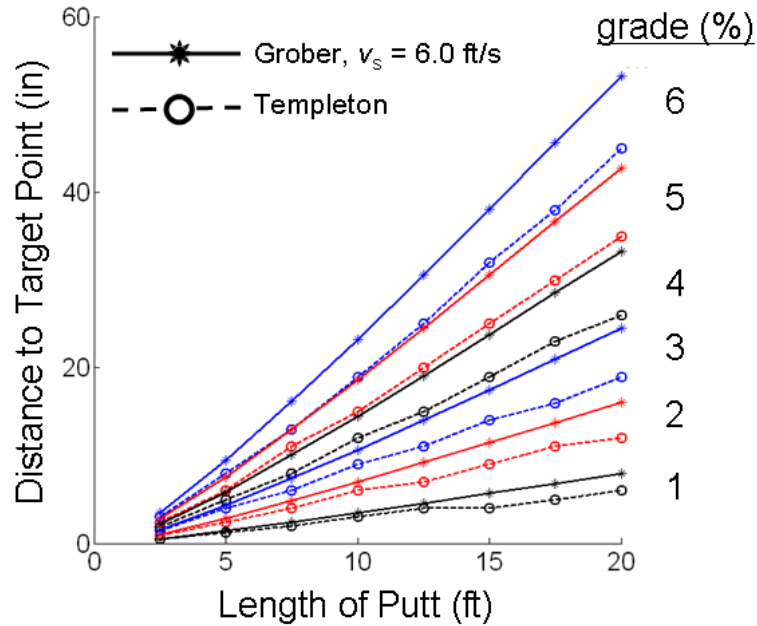 60
grade (%)
Grober, vs = 6.0 ft/s
6
Templeton
Distance to Target Point (in)
40
5
4
3
20
2
1
0
0 5 10 15 20
Length of Putt (ft)